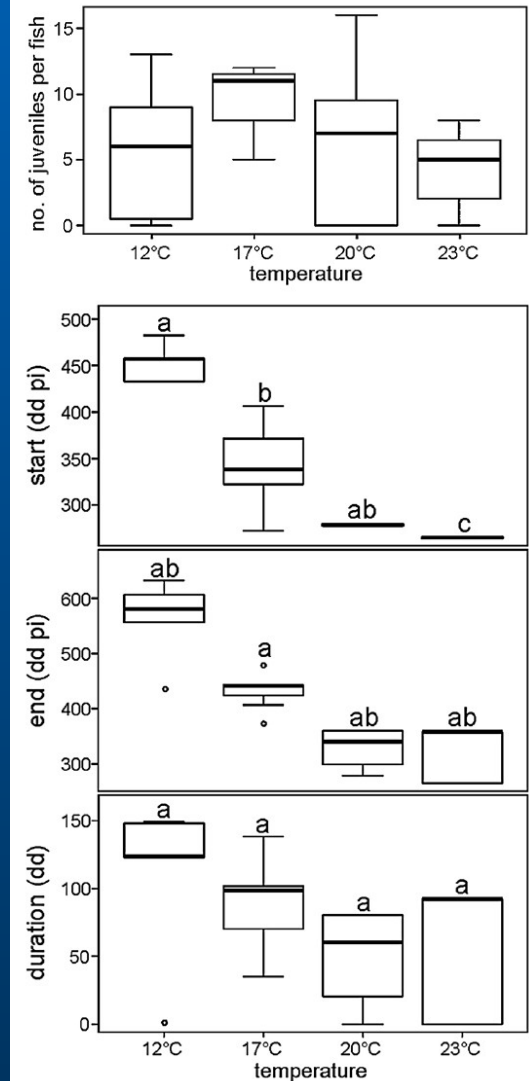 no. of juveniles per fish
15
10
5
0
12°C 17°C 20°C 23°C
temperature
start (dd pi)
500
450
400
350
300
a
b
ab
c
end (dd pi)
600
500
400
300
ab
a
ab
ab
duration (dd)
150
100
50
0
a
a
a
a
12°C 17°C 20°C 23°C
temperature